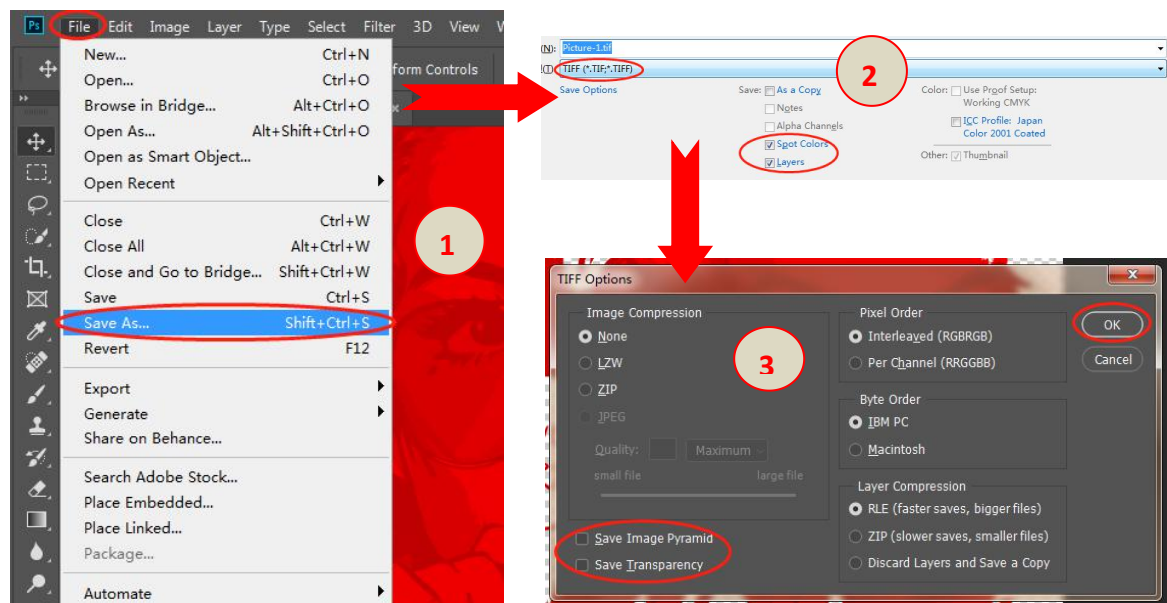 Ps File Edit Image Layer Type Select Filter 3D View
form Controls
New... Ctrl+N
Open... Ctrl+O
Browse in Bridge... Alt+Ctrl+O
Open As... Alt+Shift+Ctrl+O
Open as Smart Object...
Open Recent
Close Ctrl+W
Close All Alt+Ctrl+W
Close and Go to Bridge... Shift+Ctrl+W
Save Ctrl+S
Save As... Shift+Ctrl+S
Revert F12
Export
Generate
Share on Behance...
Search Adobe Stock...
Place Embedded...
Place Linked...
Package...
Automate
1
(N): Picture-1.tif
(T) TIFF (*.TIF;*.TIFF)
2
Save Options
Save: As a Copy
Notes
Alpha Channels
Spot Colors
Layers
Color: Use Proof Setup:
Working CMYK
ICC Profile: Japan
Color 2001 Coated
Other: Thumbnail
TIFF Options
Image Compression
None
LZW
ZIP
JPEG
Quality: Maximum
small file large file
Save Image Pyramid
Save Transparency
3
Pixel Order
Interleaved (RGBRGB)
Per Channel (RRGGBB)
Byte Order
IBM PC
Macintosh
Layer Compression
RLE (faster saves, bigger files)
ZIP (slower saves, smaller files)
Discard Layers and Save a Copy
OK
Cancel